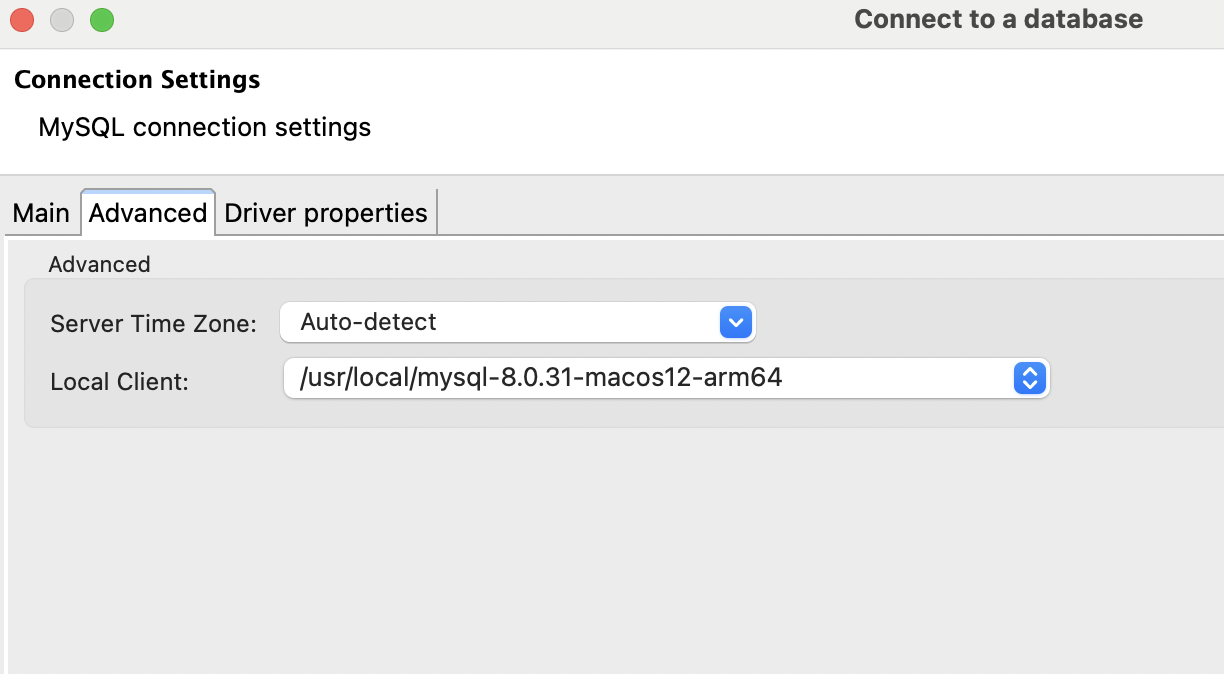 Connect to a database
Connection Settings
MySQL connection settings
Main Advanced Driver properties
Advanced
Server Time Zone: Auto-detect
Local Client: /usr/local/mysql-8.0.31-macos12-arm64